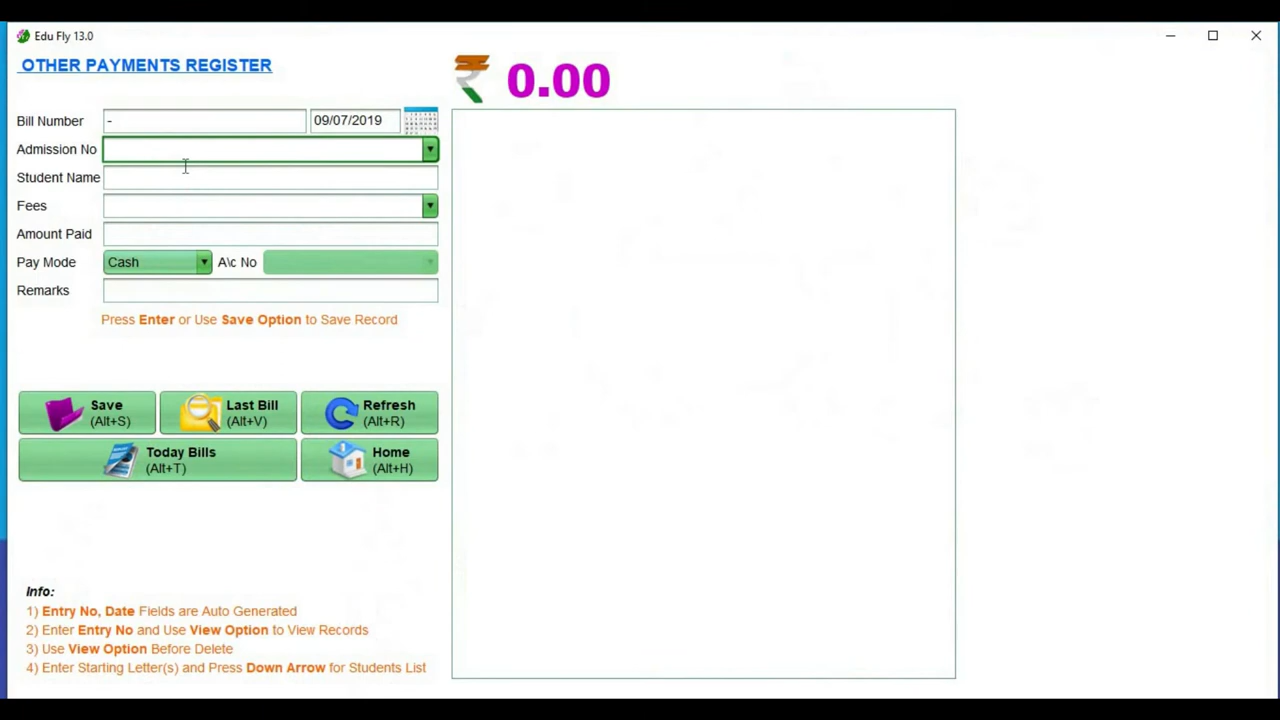 Edu Fly 13.0
OTHER PAYMENTS REGISTER
₹ 0.00
Bill Number - 09/07/2019
Admission No
Student Name
Fees
Amount Paid
Pay Mode Cash A\c No
Remarks
Press Enter or Use Save Option to Save Record
Save (Alt+S)
Last Bill (Alt+V)
Refresh (Alt+R)
Today Bills (Alt+T)
Home (Alt+H)
Info:
1) Entry No, Date Fields are Auto Generated
2) Enter Entry No and Use View Option to View Records
3) Use View Option Before Delete
4) Enter Starting Letter(s) and Press Down Arrow for Students List